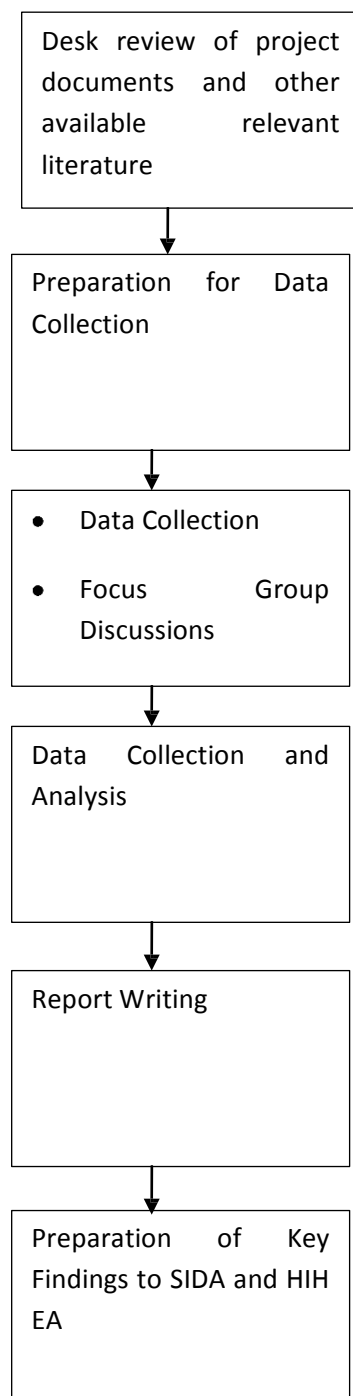 Desk review of project
documents and other
available relevant
literature
Preparation for Data
Collection
• Data Collection
• Focus Group
Discussions
Data Collection and
Analysis
Report Writing
Preparation of Key
Findings to SIDA and HIH
EA